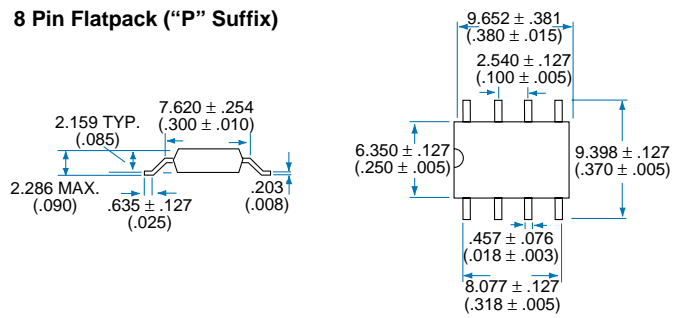 8 Pin Flatpack (“P” Suffix)
2.159 TYP.
(.085)
7.620 ± .254
(.300 ± .010)
2.286 MAX.
(.090)
.635 ± .127
(.025)
.203
(.008)
9.652 ± .381
(.380 ± .015)
2.540 ± .127
(.100 ± .005)
6.350 ± .127
(.250 ± .005)
9.398 ± .127
(.370 ± .005)
.457 ± .076
(.018 ± .003)
8.077 ± .127
(.318 ± .005)